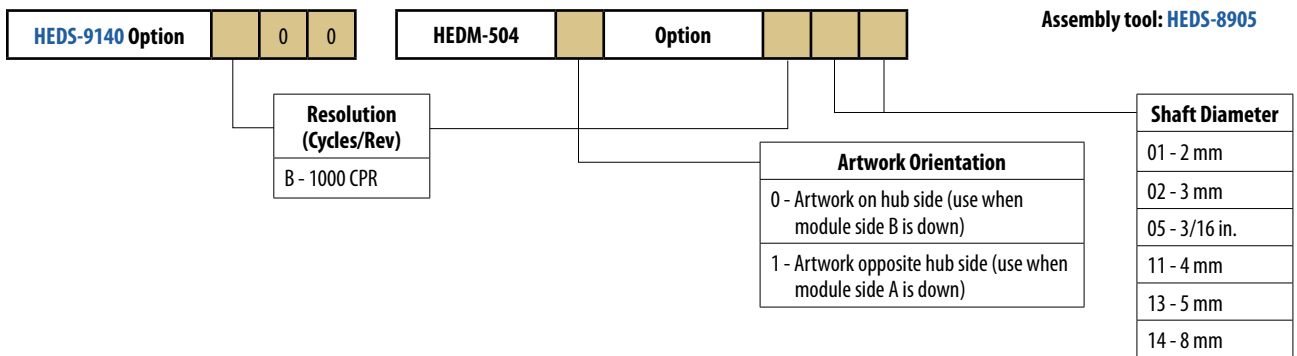 HEDS-9140 Option 0 0
HEDM-504 Option
Assembly tool: HEDS-8905
Resolution
(Cycles/Rev)
B - 1000 CPR
Artwork Orientation
0 - Artwork on hub side (use when
module side B is down)
1 - Artwork opposite hub side (use when
module side A is down)
Shaft Diameter
01 - 2 mm
02 - 3 mm
05 - 3/16 in.
11 - 4 mm
13 - 5 mm
14 - 8 mm